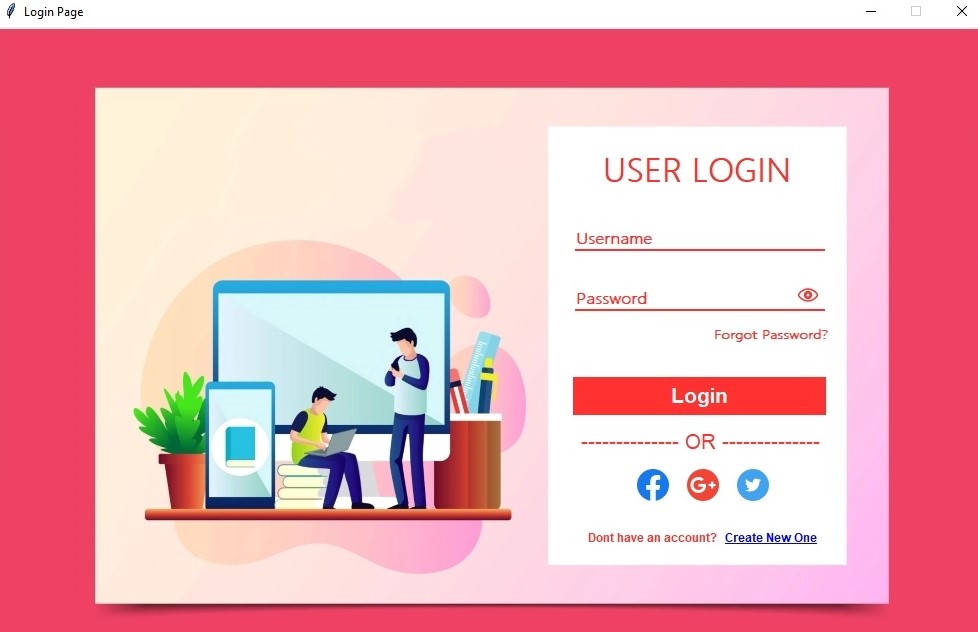 Login Page
USER LOGIN
Username
Password
Forgot Password?
Login
-------------- OR --------------
G+
Dont have an account? Create New One